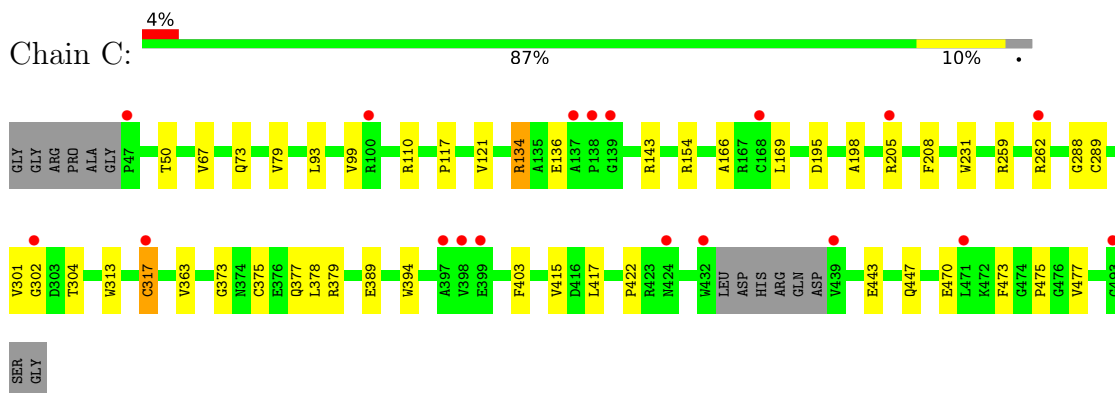 4%
Chain C:
87% 10% •
GLY GLY ARG PRO ALA GLY P47 T50 V67 Q73 V79 L93 V99 R100 R110 P117 V121 R134 A135 E136 A137 P138 G139 R143 R154 A166 R167 C168 L169 D195 A198 R205 F208 W231 R259 R262 G288 C289
V301 G302 D303 T304 W313 C317 V363 G373 N374 C375 E376 Q377 L378 R379 E389 W394 A397 V398 E399 F403 V415 D416 L417 P422 R423 N424 W432 LEU ASP HIS ARG GLN ASP V439 E443 Q447 E470 L471 K472 F473 G474 P475 G476 V477
SER GLY